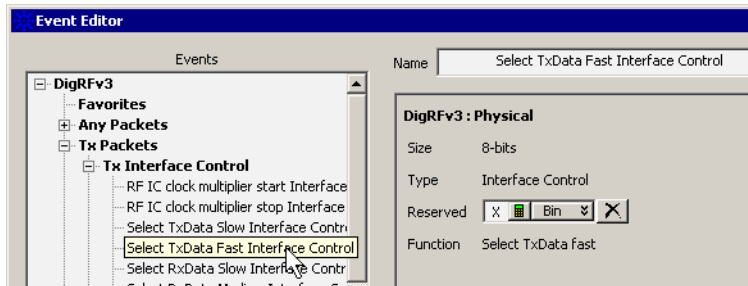 Event Editor
Events
DigRFv3
Favorites
Any Packets
Tx Packets
Tx Interface Control
RF IC clock multiplier start Interface
RF IC clock multiplier stop Interface
Select TxData Slow Interface Contr
Select TxData Fast Interface Control
Select RxData Slow Interface Contr
Name Select TxData Fast Interface Control
DigRFv3 : Physical
Size 8-bits
Type Interface Control
Reserved X Bin
Function Select TxData fast